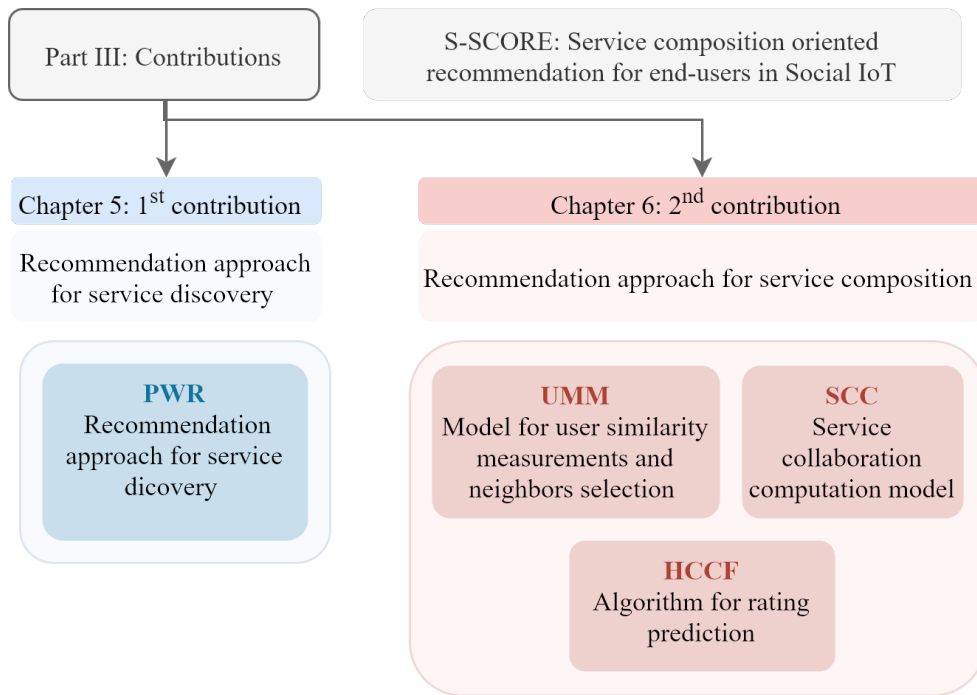 Part III: Contributions
S-SCORE: Service composition oriented
recommendation for end-users in Social IoT
Chapter 5: 1st contribution
Recommendation approach
for service discovery
PWR
Recommendation
approach for service
dicovery
Chapter 6: 2nd contribution
Recommendation approach for service composition
UMM
Model for user similarity
measurements and
neighbors selection
SCC
Service
collaboration
computation model
HCCF
Algorithm for rating
prediction